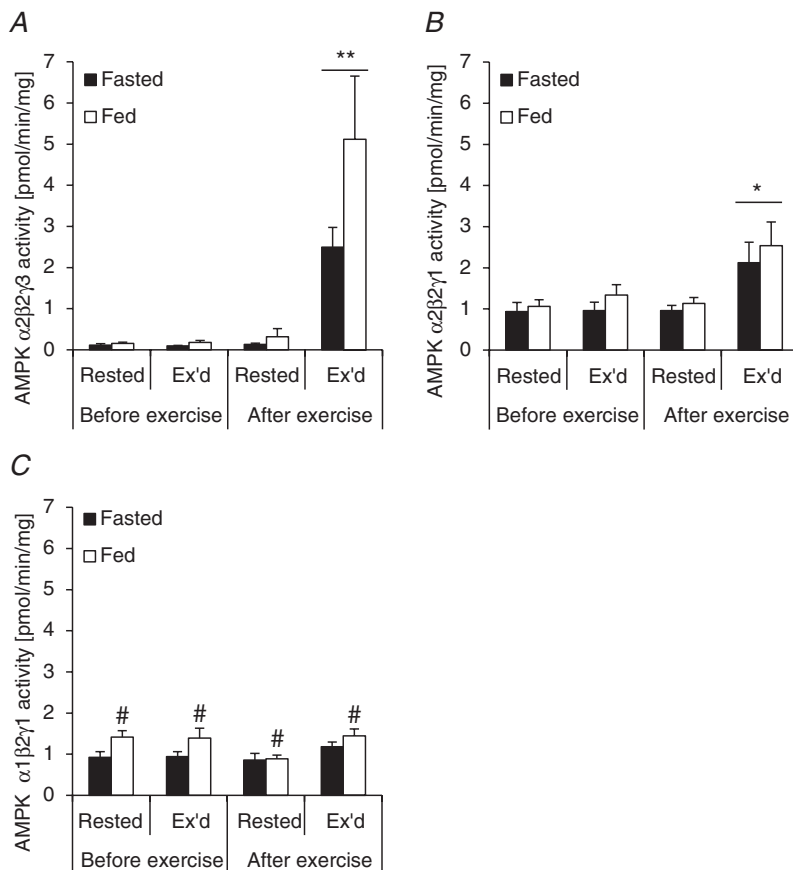 A
AMPK α2β2γ3 activity [pmol/min/mg]
7
6
5
4
3
2
1
0
Fasted
Fed
**
Rested Ex'd Rested Ex'd
Before exercise After exercise
B
AMPK α2β2γ1 activity [pmol/min/mg]
7
6
5
4
3
2
1
0
Fasted
Fed
*
Rested Ex'd Rested Ex'd
Before exercise After exercise
C
AMPK α1β2γ1 activity [pmol/min/mg]
7
6
5
4
3
2
1
0
Fasted
Fed
# # # #
Rested Ex'd Rested Ex'd
Before exercise After exercise